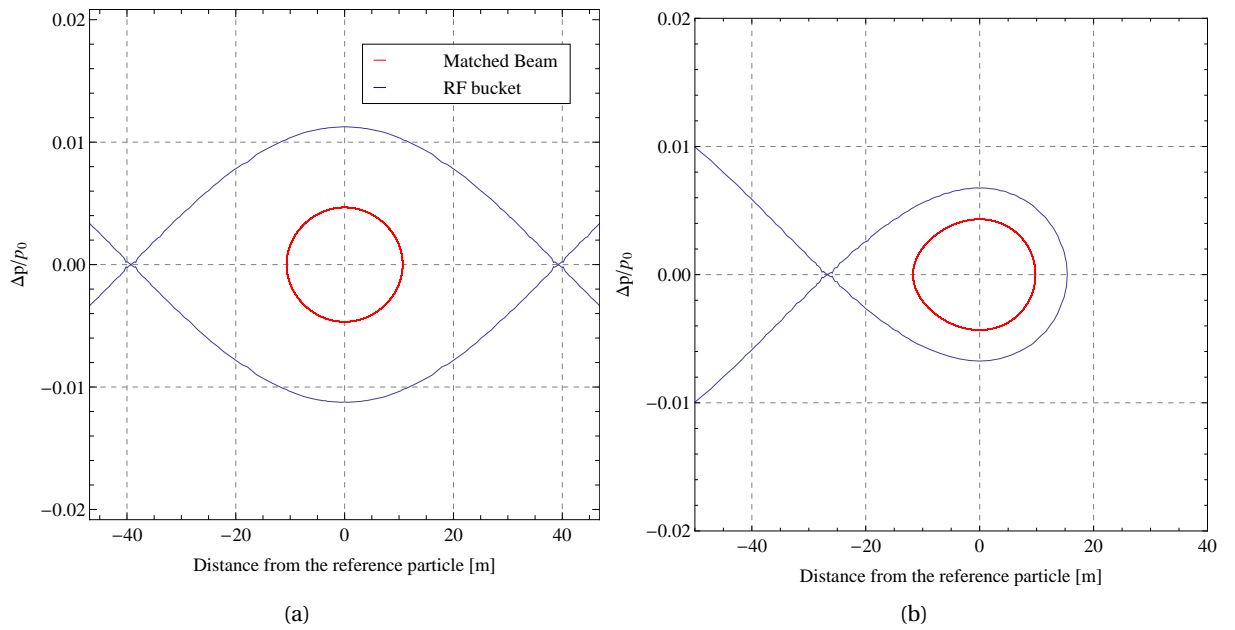 0.02
0.01
0.00
−0.01
−0.02
Δp/p0
Matched Beam
RF bucket
−40
−20
0
20
40
Distance from the reference particle [m]
(a)
0.02
0.01
0.00
−0.01
−0.02
Δp/p0
−40
−20
0
20
40
Distance from the reference particle [m]
(b)